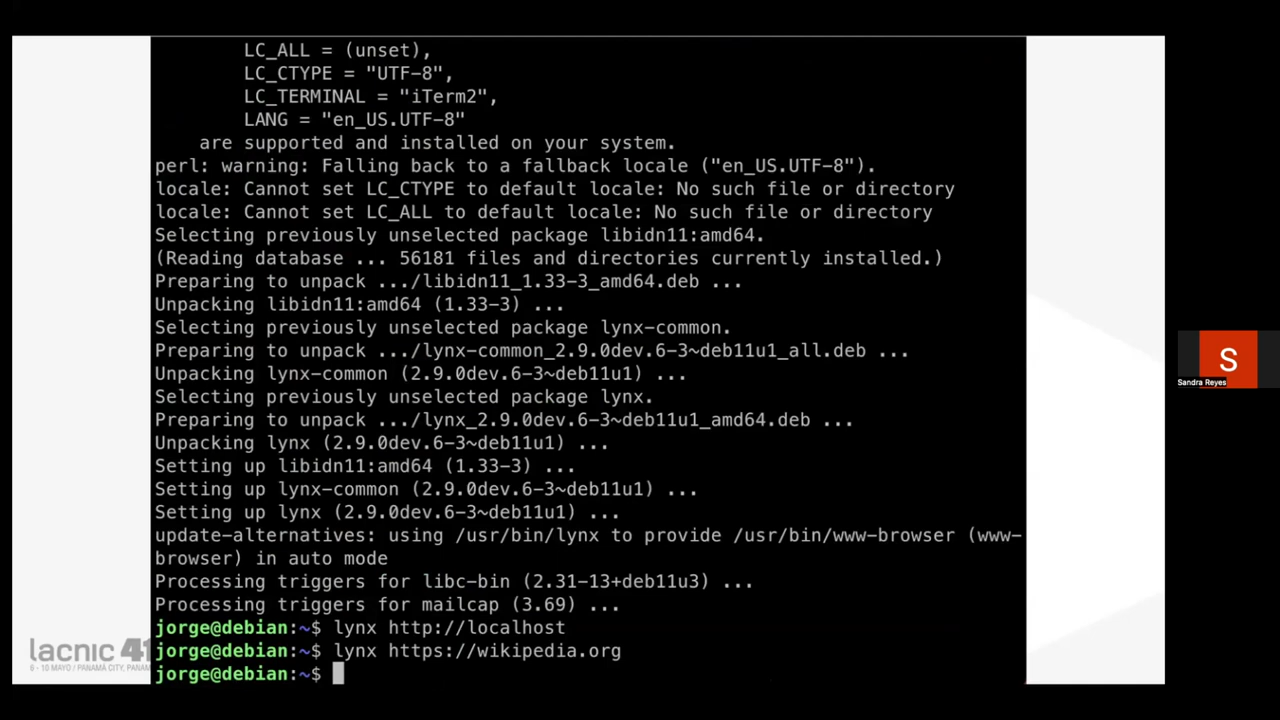 LC_ALL = (unset),
LC_CTYPE = "UTF-8",
LC_TERMINAL = "iTerm2",
LANG = "en_US.UTF-8"
are supported and installed on your system.
perl: warning: Falling back to a fallback locale ("en_US.UTF-8").
locale: Cannot set LC_CTYPE to default locale: No such file or directory
locale: Cannot set LC_ALL to default locale: No such file or directory
Selecting previously unselected package libidn11:amd64.
(Reading database ... 56181 files and directories currently installed.)
Preparing to unpack .../libidn11_1.33-3_amd64.deb ...
Unpacking libidn11:amd64 (1.33-3) ...
Selecting previously unselected package lynx-common.
Preparing to unpack .../lynx-common_2.9.0dev.6-3~deb11u1_all.deb ...
Unpacking lynx-common (2.9.0dev.6-3~deb11u1) ...
Selecting previously unselected package lynx.
Preparing to unpack .../lynx_2.9.0dev.6-3~deb11u1_amd64.deb ...
Unpacking lynx (2.9.0dev.6-3~deb11u1) ...
Setting up libidn11:amd64 (1.33-3) ...
Setting up lynx-common (2.9.0dev.6-3~deb11u1) ...
Setting up lynx (2.9.0dev.6-3~deb11u1) ...
update-alternatives: using /usr/bin/lynx to provide /usr/bin/www-browser (www-
browser) in auto mode
Processing triggers for libc-bin (2.31-13+deb11u3) ...
Processing triggers for mailcap (3.69) ...
jorge@debian:~$ lynx http://localhost
jorge@debian:~$ lynx https://wikipedia.org
jorge@debian:~$
lacnic 41
6 - 10 MAYO / PANAMÁ CITY,
S
Sandra Reyes